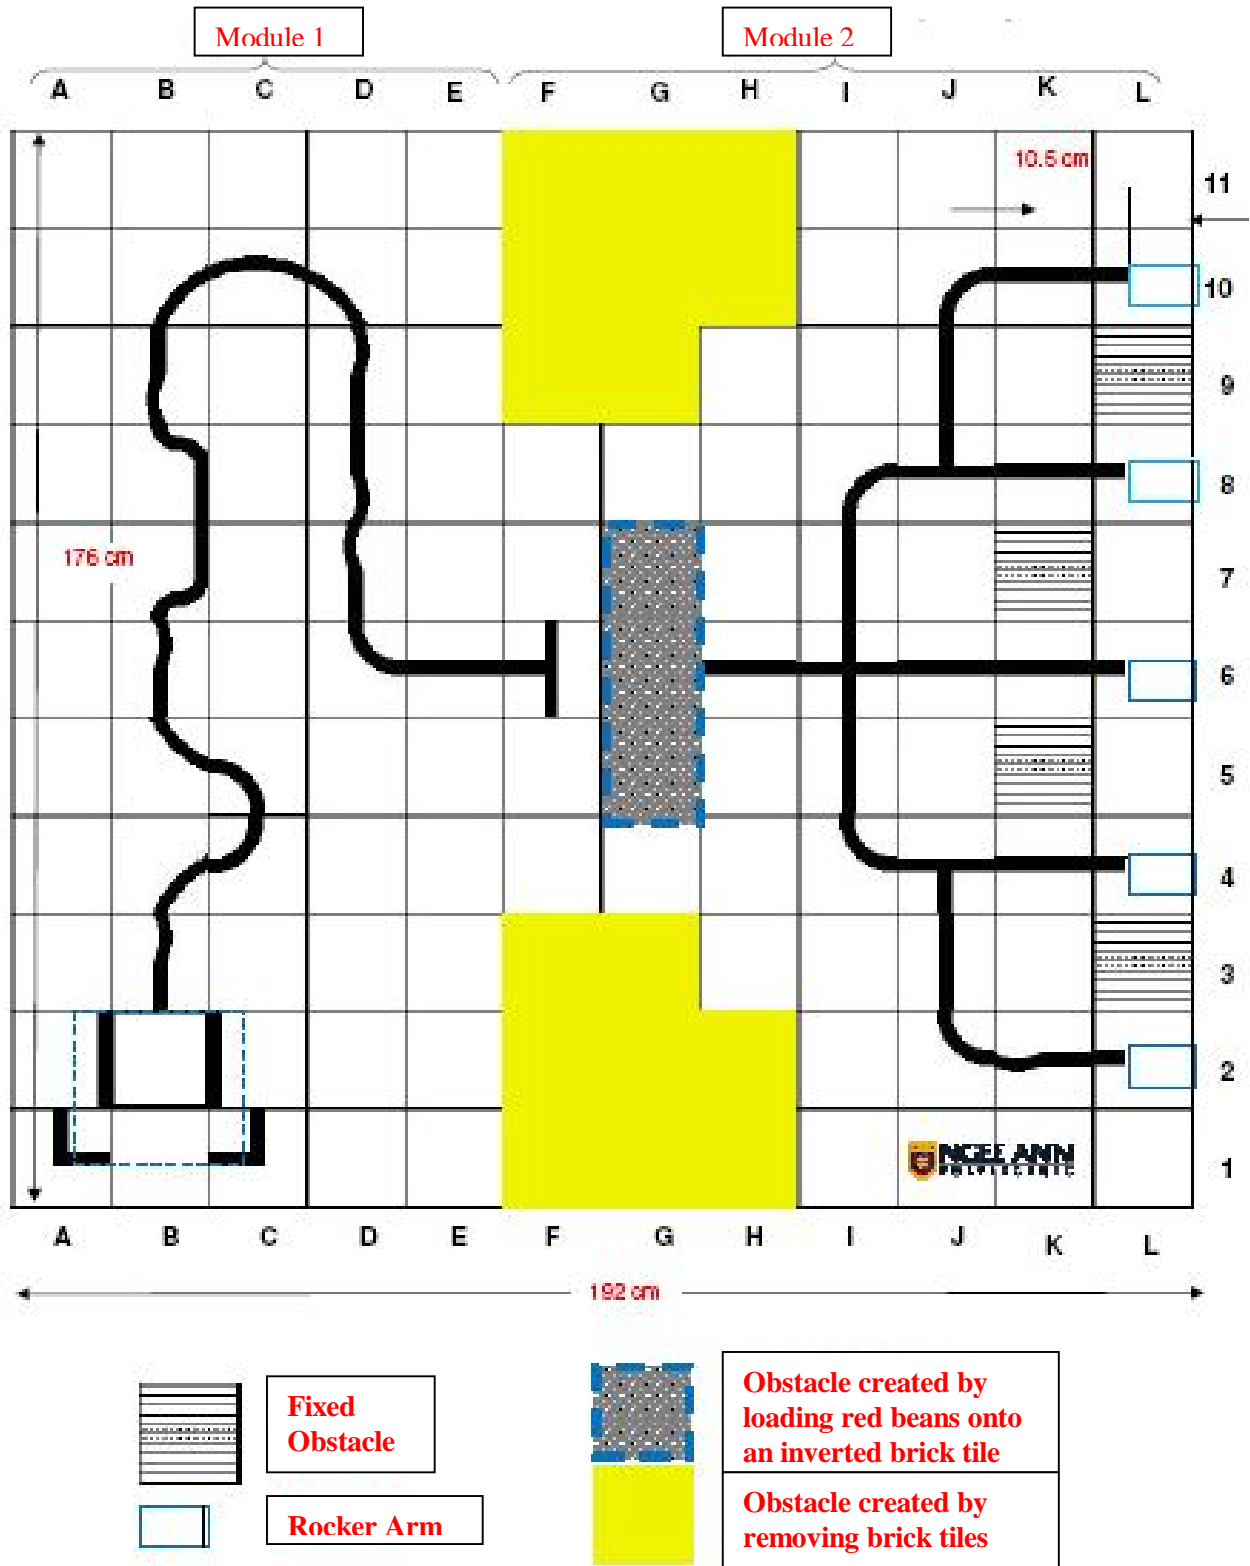 Module 1
Module 2
A B C D E F G H I J K L
10.5 cm
11
10
9
8
176 cm
7
6
5
4
3
2
NGEE ANN
POLYTECHNIC
1
A B C D E F G H I J K L
192 cm
Fixed
Obstacle
Rocker Arm
Obstacle created by
loading red beans onto
an inverted brick tile
Obstacle created by
removing brick tiles